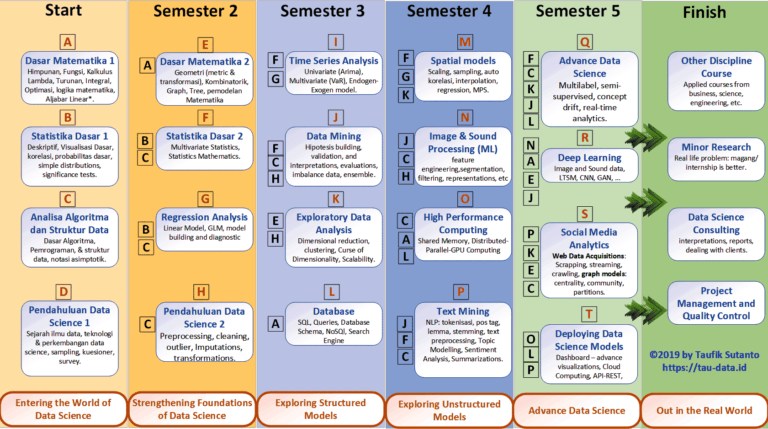 Start
Semester 2
Semester 3
Semester 4
Semester 5
Finish
A
Dasar Matematika 1
Himpunan, Fungsi, Kalkulus
Lambda, Turunan, Integral,
Optimasi, logika matematika,
Aljabar Linear*.
B
Statistika Dasar 1
Deskriptif, Visualisasi Dasar,
korelasi, probabilitas dasar,
simple distributions,
significance tests.
C
Analisa Algoritma
dan Struktur Data
Dasar Algoritma,
Pemrograman, & struktur
data, notasi asimptotik.
D
Pendahuluan Data
Science 1
Sejarah ilmu data, teknologi
& perkembangan data
science, sampling, kuesioner,
survey.
Entering the World of
Data Science
E
A
Dasar Matematika 2
Geometri (metric &
transformasi), Kombinatorik,
Graph, Tree, pemodelan
Matematika
F
B
C
Statistika Dasar 2
Multivariate Statistics,
Statistics Mathematics.
G
B
C
Regression Analysis
Linear Model, GLM, model
building and diagnostic
H
C
Pendahuluan Data
Science 2
Preprocessing, cleaning,
outlier, Imputations,
transformations.
Strengthening Foundations
of Data Science
I
F
G
Time Series Analysis
Univariate (Arima),
Multivariate (VaR), Endogen-
Exogen model.
J
F
C
H
Data Mining
Hipotesis building,
validation, and
interpretations, evaluations,
imbalance data, ensemble.
K
E
H
Exploratory Data
Analysis
Dimensional reduction,
clustering, Curse of
Dimensionality, Scalability.
L
A
Database
SQL, Queries, Database
Schema, NoSQL, Search
Engine
Exploring Structured
Models
M
F
G
K
Spatial models
Scaling, sampling, auto
korelasi, interpolation,
regression, MPS.
N
J
C
H
Image & Sound
Processing (ML)
feature
engineering,segmentation,
filtering, representations, etc
O
C
A
L
High Performance
Computing
Shared Memory, Distributed-
Parallel-GPU Computing
P
J
F
C
Text Mining
NLP: tokenisasi, pos tag,
lemma, stemming, text
preprocessing, Topic
Modelling, Sentiment
Analysis, Summarizations.
Exploring Unstructured
Models
Q
F
C
K
J
L
Advance Data
Science
Multilabel, semi-
supervised, concept
drift, real-time
analytics.
R
N
A
E
J
Deep Learning
Image and Sound data,
LTSM, CNN, GAN, ...
S
P
K
E
C
Social Media
Analytics
Web Data Acquisitions:
Scrapping, streaming,
crawling, graph models:
centrality, community,
partitions.
T
O
L
P
Deploying Data
Science Models
Dashboard – advance
visualizations, Cloud
Computing, API-REST,
Advance Data Science
Other Discipline
Course
Applied courses from
business, science,
engineering, etc.
Minor Research
Real life problem: magang/
internship is better.
Data Science
Consulting
interpretations, reports,
dealing with clients.
Project
Management and
Quality Control
©2019 by Taufik Sutanto
https://tau-data.id
Out in the Real World